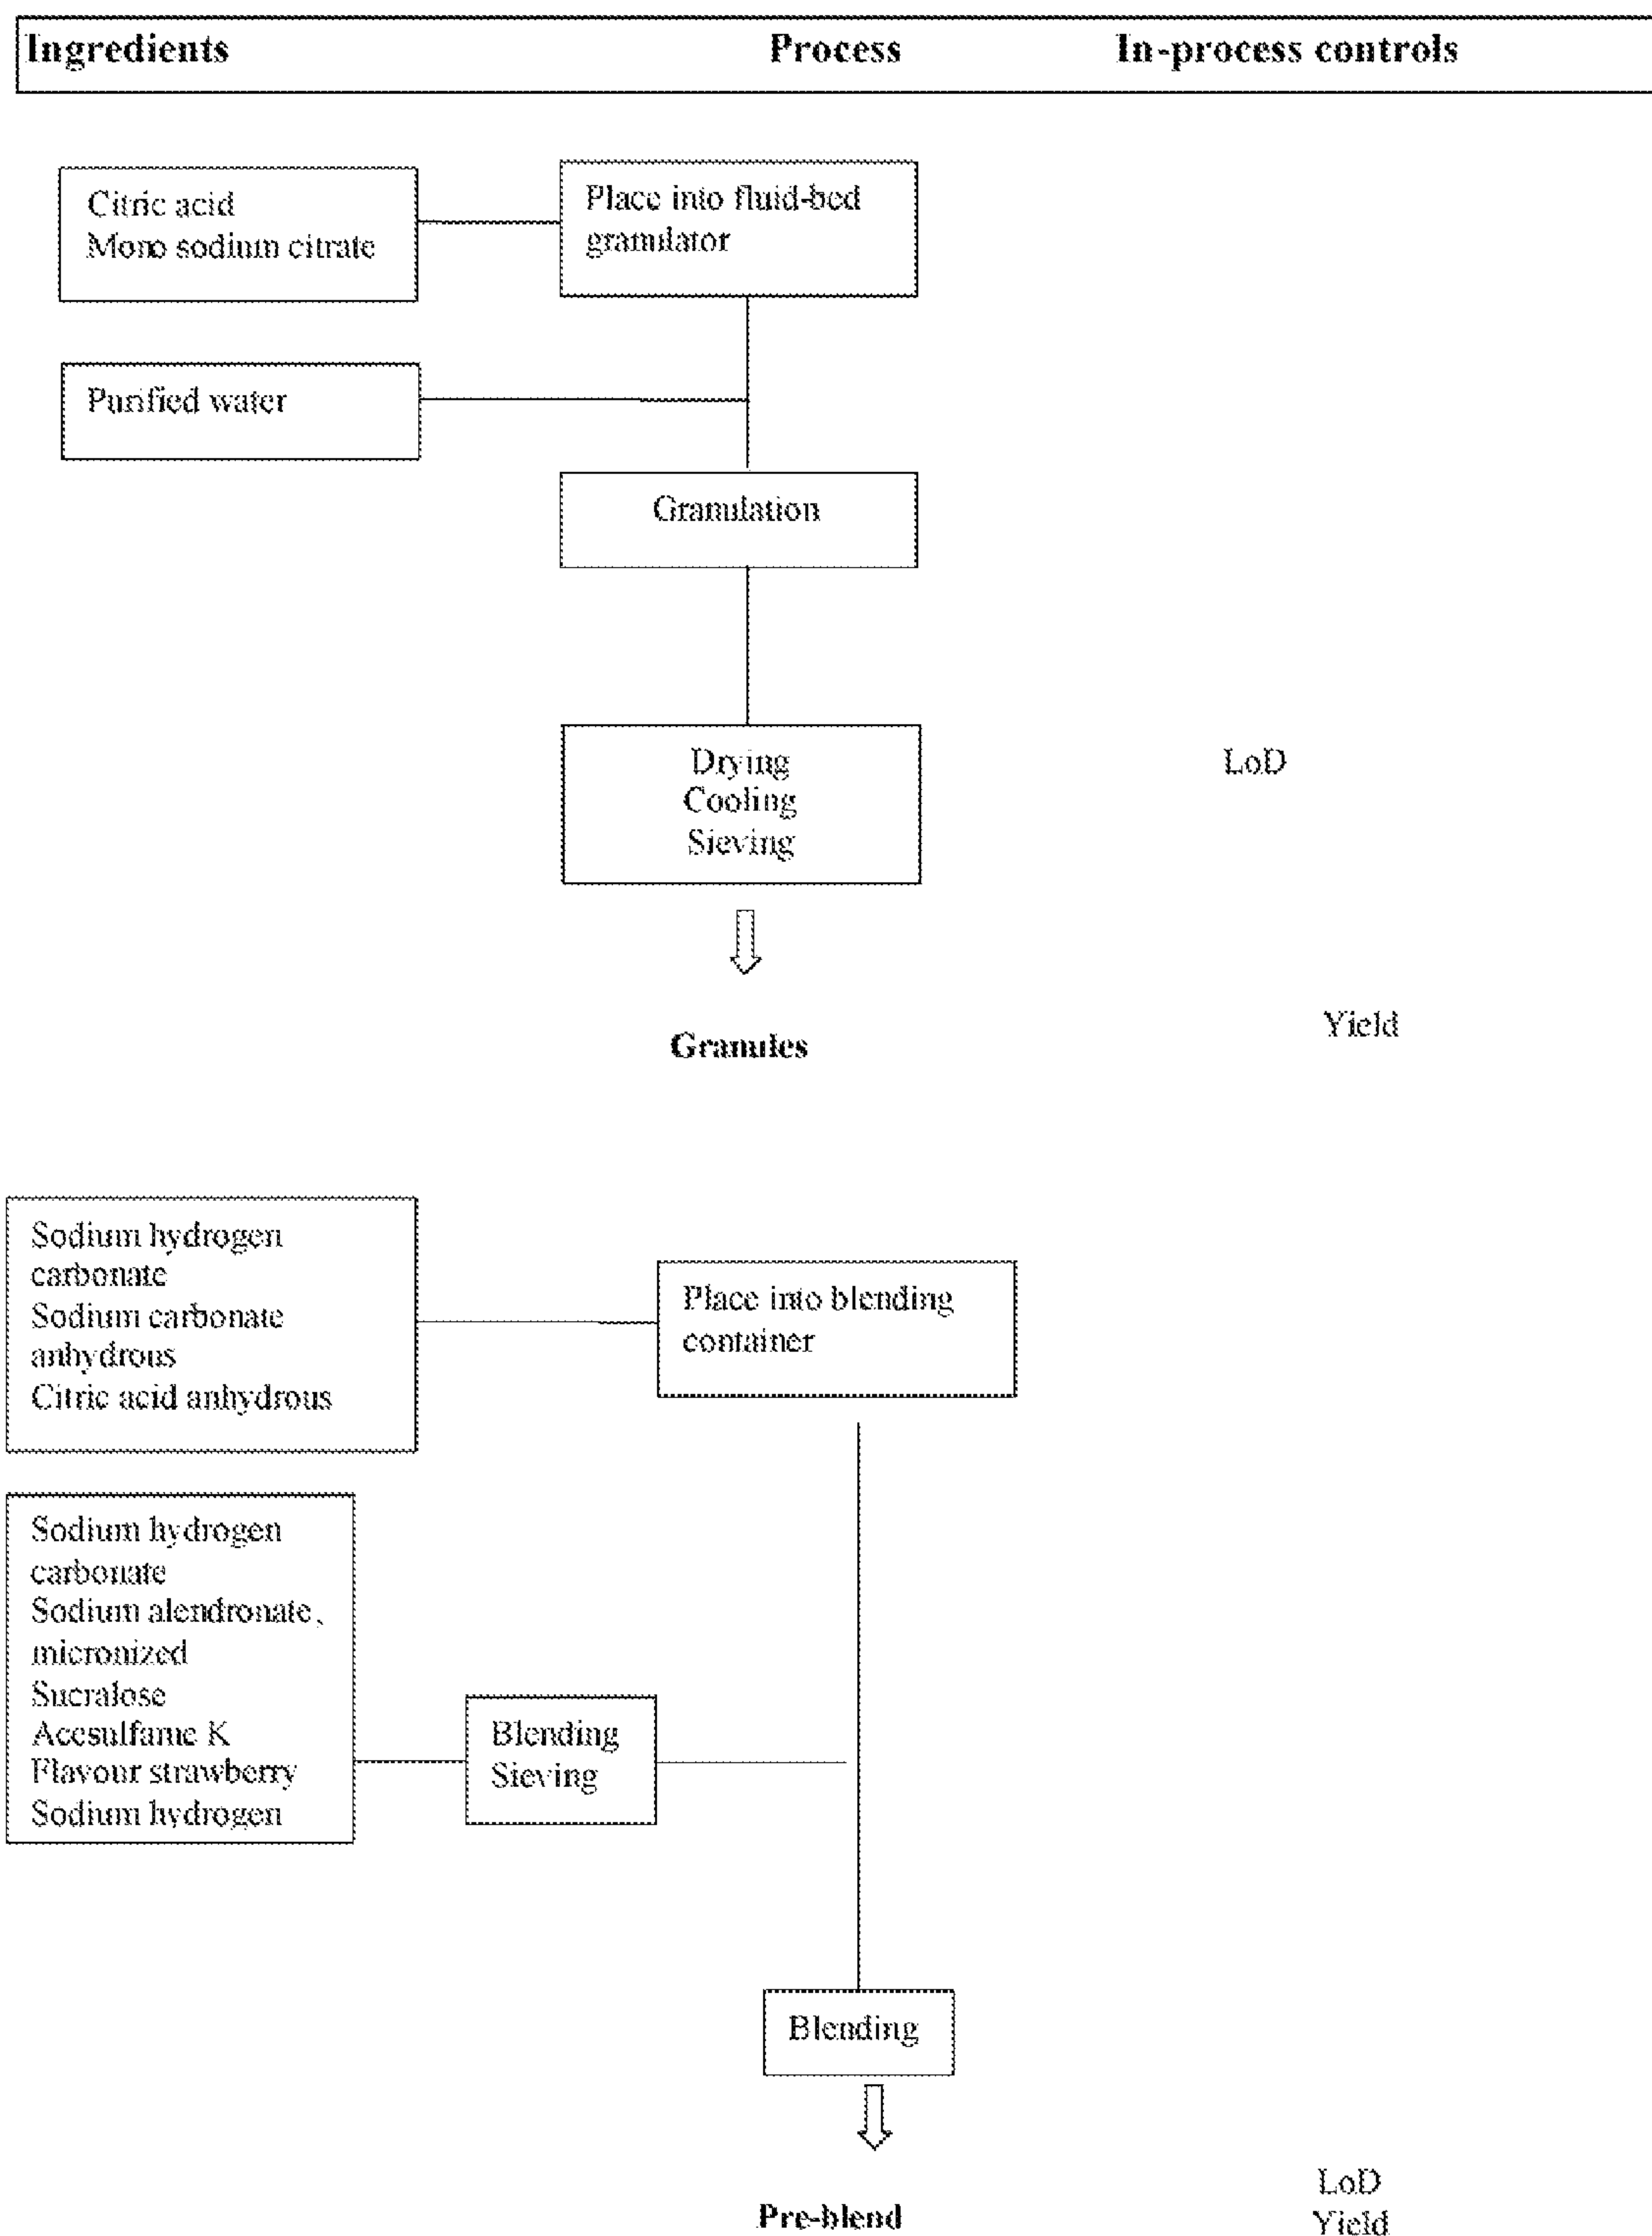 Ingredients Process In-process controls
Citric acid
Mono sodium citrate
Place into fluid-bed
granulator
Purified water
Granulation
Drying
Cooling
Sieving
LoD
Granules
Yield
Sodium hydrogen
carbonate
Sodium carbonate
anhydrous
Citric acid anhydrous
Place into blending
container
Sodium hydrogen
carbonate
Sodium alendronate,
micronized
Sucralose
Acesulfame K
Flavour strawberry
Sodium hydrogen
Blending
Sieving
Blending
Pre-blend
LoD
Yield